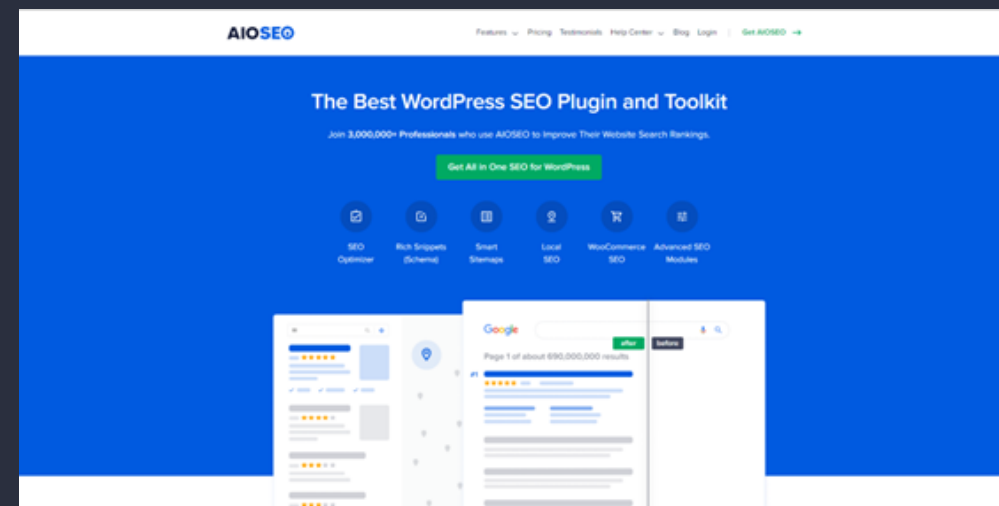 AIOSEO
Features Pricing Testimonials Help Center Blog Login | Get AIOSEO →
The Best WordPress SEO Plugin and Toolkit
Join 3,000,000+ Professionals who use AIOSEO to Improve Their Website Search Rankings.
Get All in One SEO for WordPress
SEO Optimizer
Rich Snippets (Schema)
Smart Sitemaps
Local SEO
WooCommerce SEO
Advanced SEO Modules
Google
after before
Page 1 of about 690,000,000 results
#1